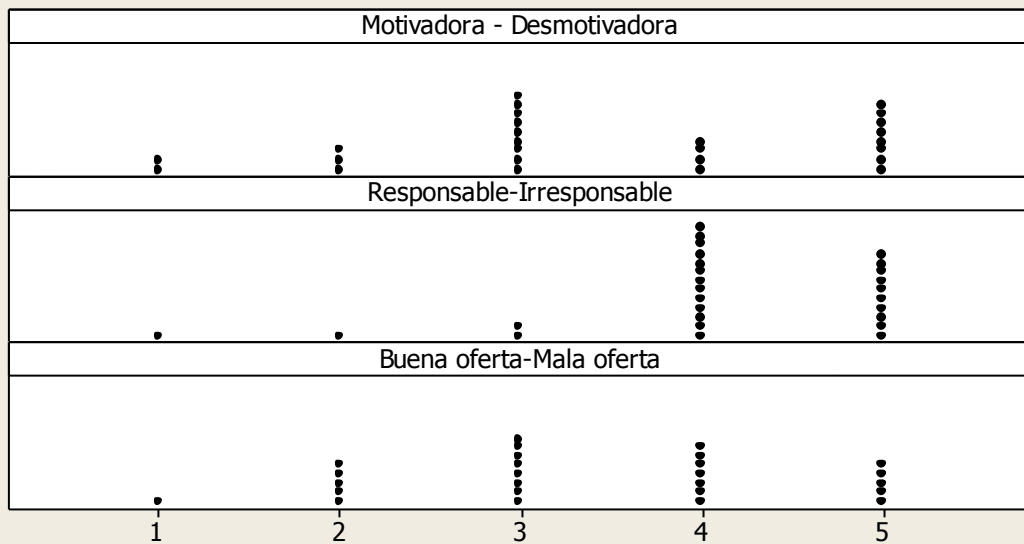 Motivadora - Desmotivadora
Responsable-Irresponsable
Buena oferta-Mala oferta
1 2 3 4 5